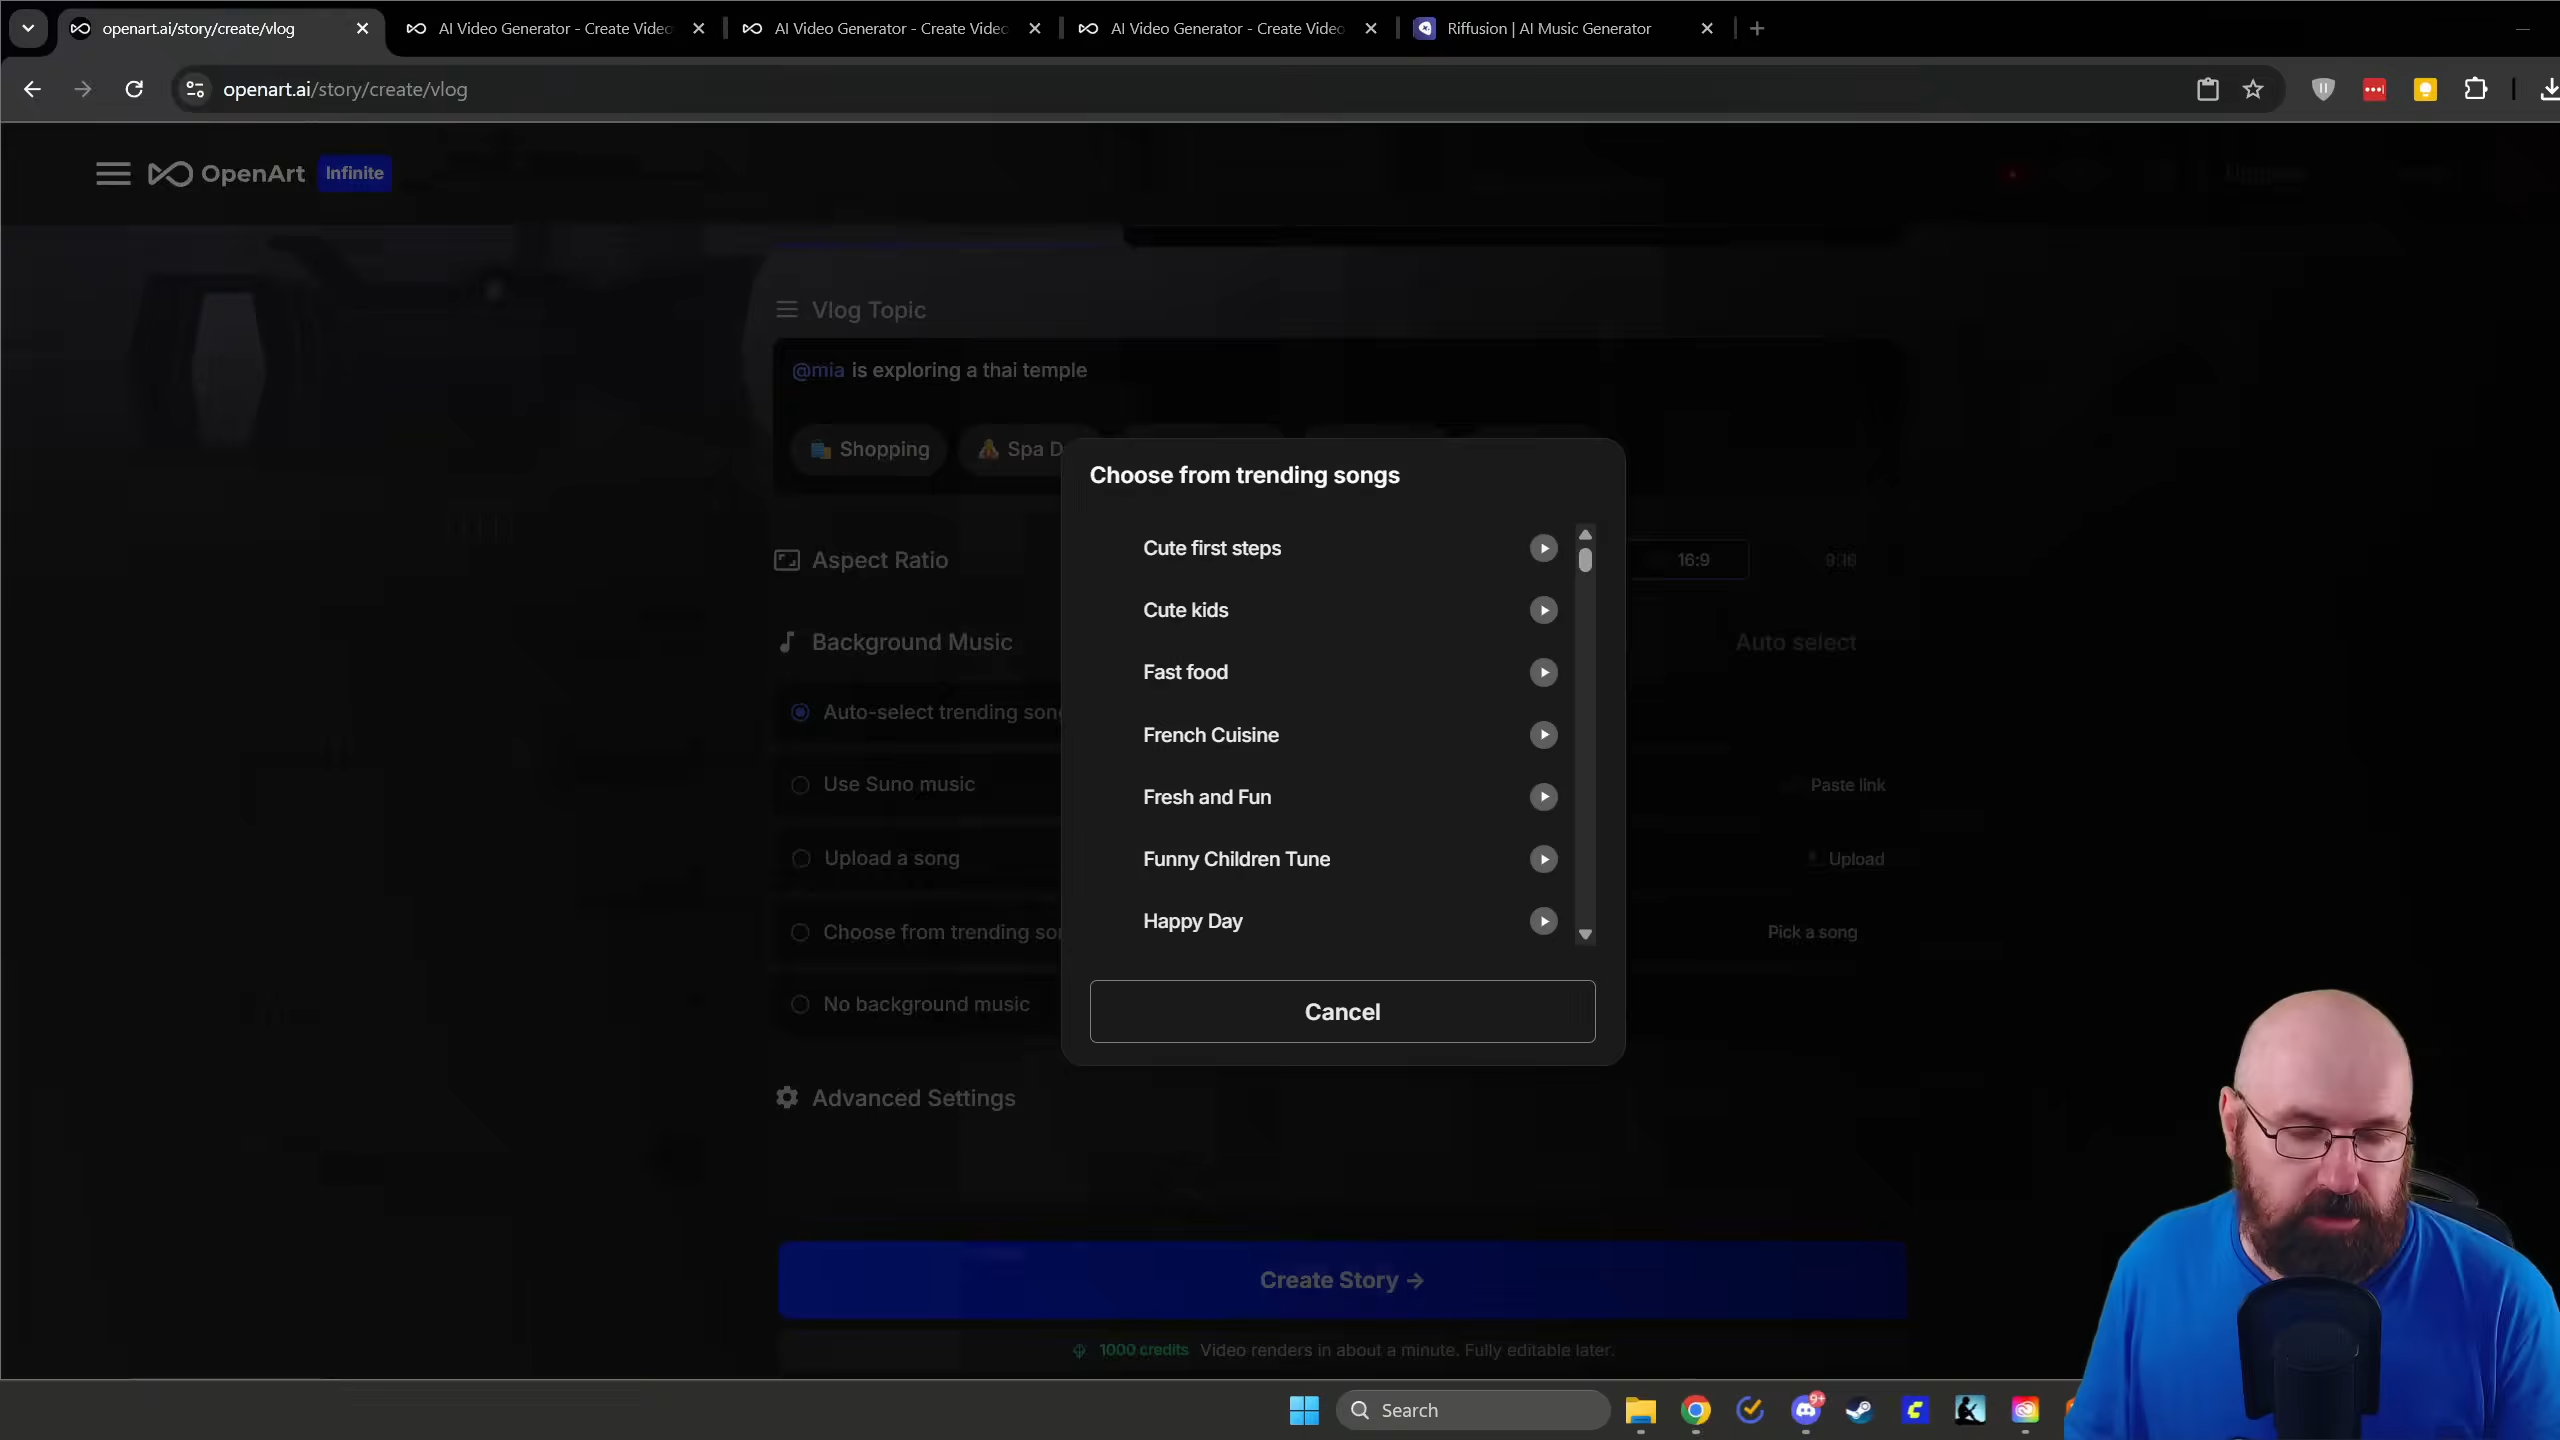 openart.ai/story/create/vlog
AI Video Generator - Create Video
AI Video Generator - Create Video
AI Video Generator - Create Video
Riffusion | AI Music Generator
openart.ai/story/create/vlog
OpenArt Infinite
Vlog Topic
@mia is exploring a thai temple
Shopping
Spa D
Choose from trending songs
Cute first steps
Cute kids
Fast food
French Cuisine
Fresh and Fun
Funny Children Tune
Happy Day
Cancel
Aspect Ratio
16:9
9:16
Background Music
Auto select
Auto-select trending song
Use Suno music
Paste link
Upload a song
Upload
Choose from trending so
Pick a song
No background music
Advanced Settings
Create Story →
1000 credits Video renders in about a minute. Fully editable later.
Search
9+